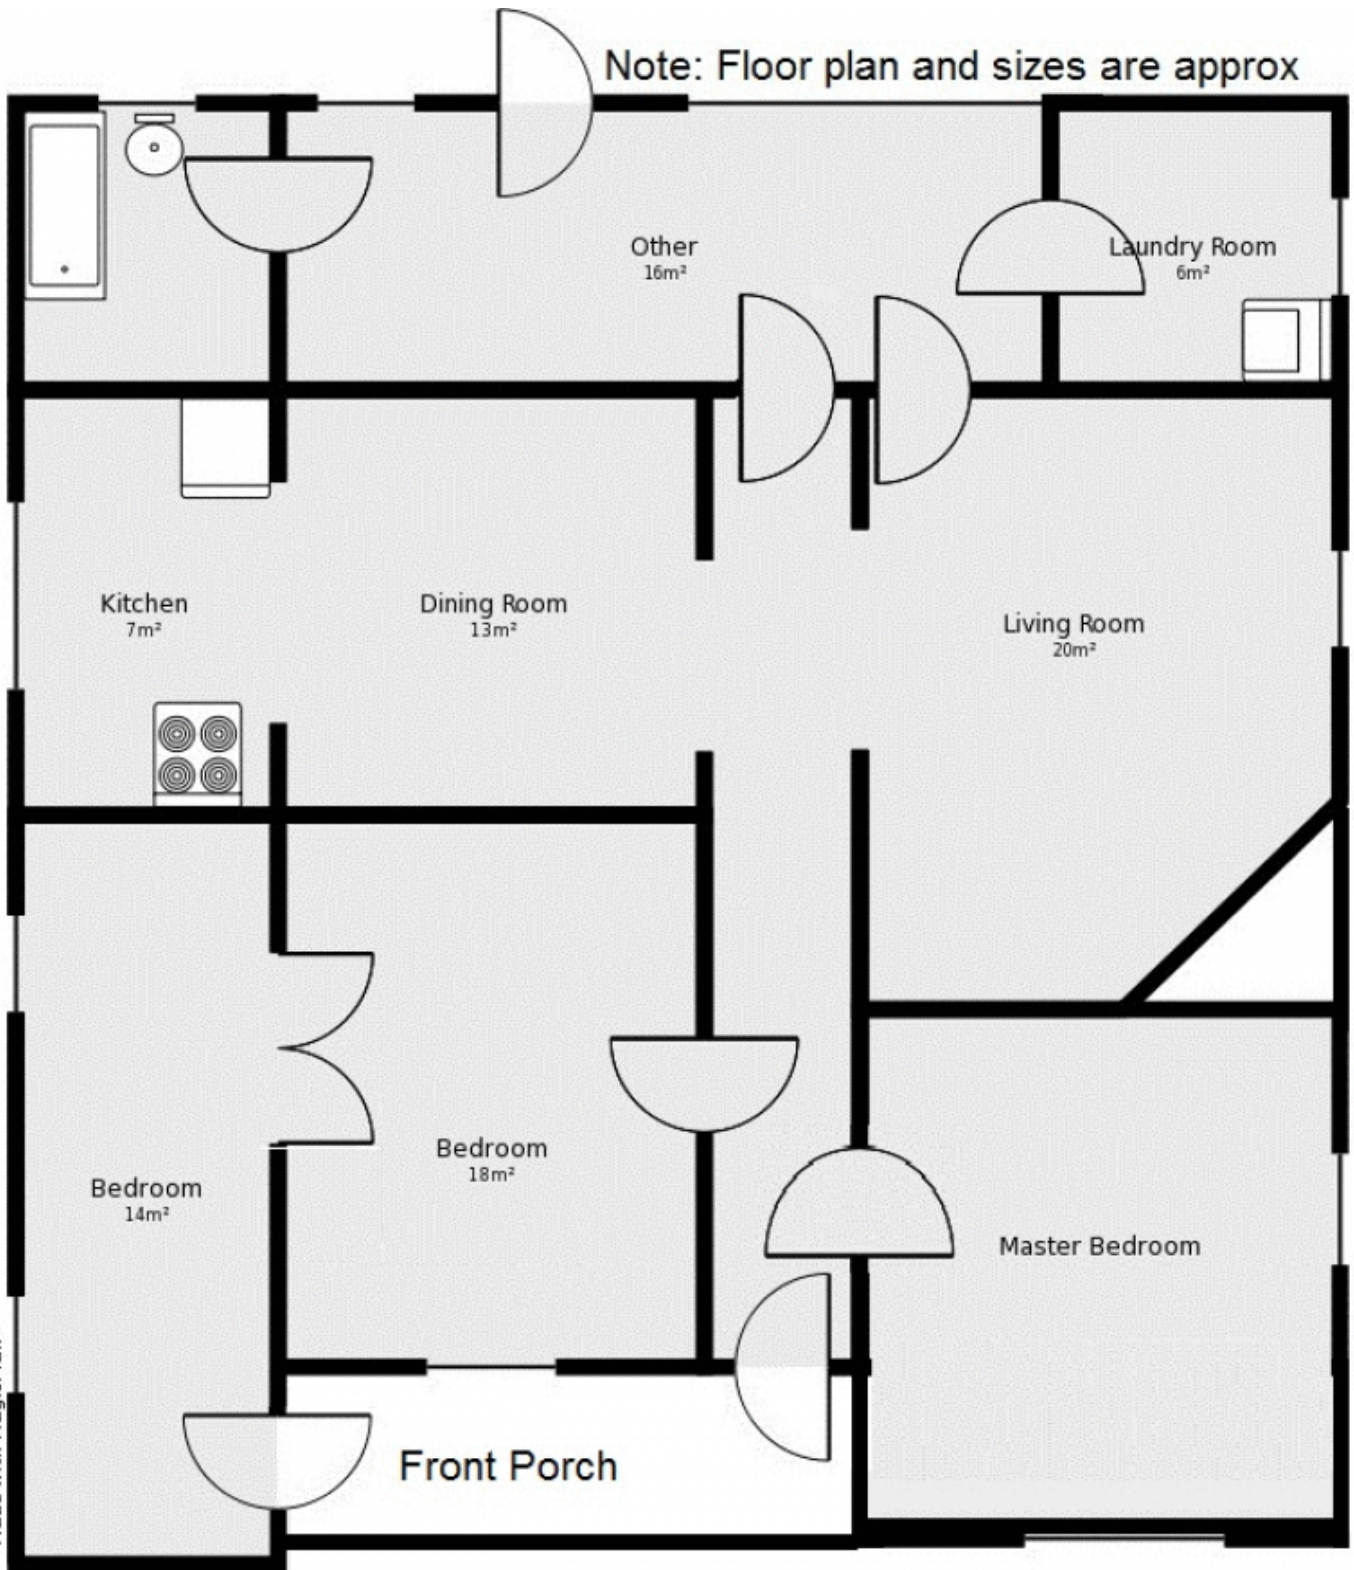 Note: Floor plan and sizes are approx
Other
16m²
Laundry Room
6m²
Kitchen
7m²
Dining Room
13m²
Living Room
20m²
Bedroom
18m²
Bedroom
14m²
Master Bedroom
Front Porch